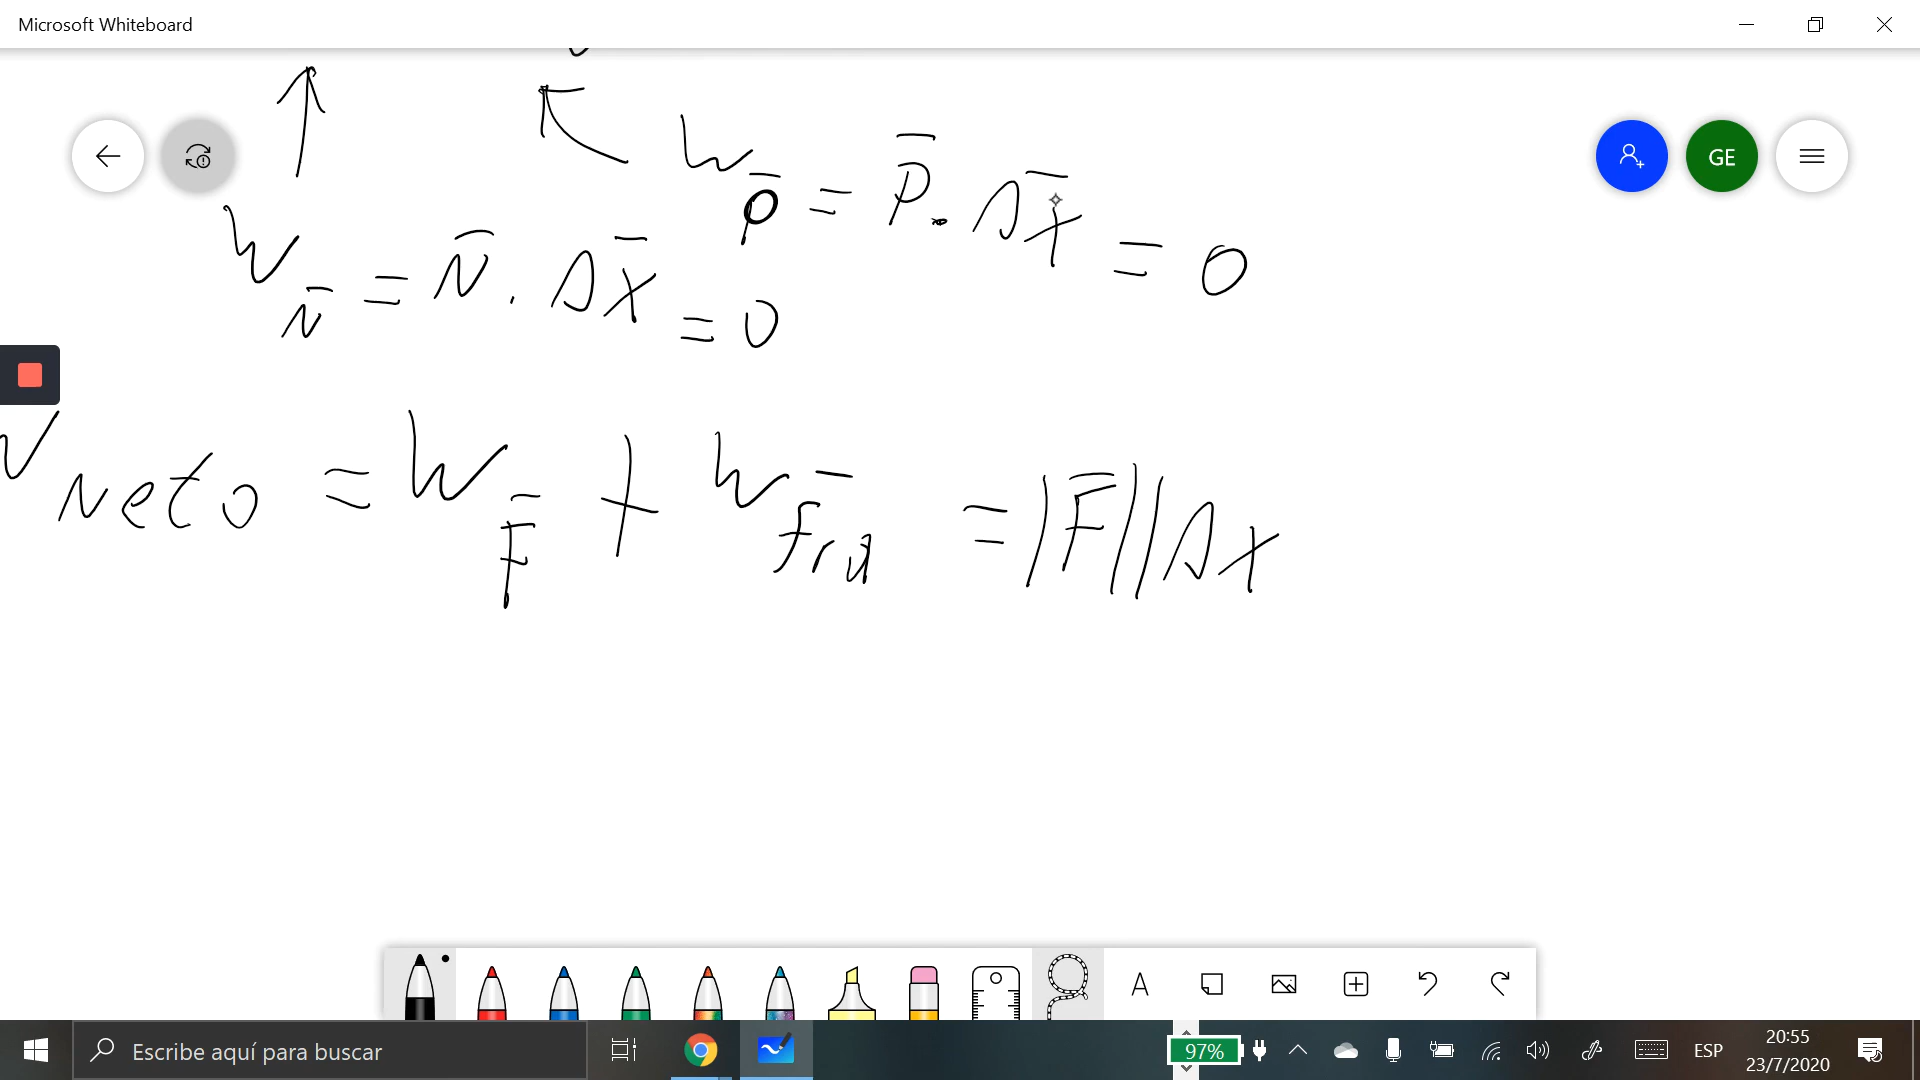 Microsoft Whiteboard
GE
W_p̄ = P̄ . Δx̄ = 0
W_N̄ = N̄ . Δx̄ = 0
W Neto = W_F̄ + W_f̄ra = |F̄||Δx
A
Escribe aquí para buscar
97%
ESP
20:55
23/7/2020